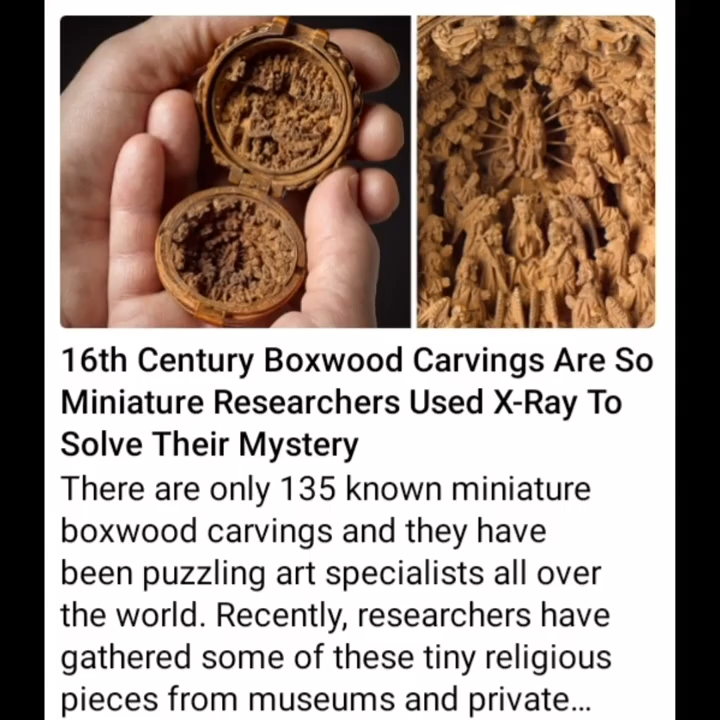 16th Century Boxwood Carvings Are So
Miniature Researchers Used X-Ray To
Solve Their Mystery
There are only 135 known miniature
boxwood carvings and they have
been puzzling art specialists all over
the world. Recently, researchers have
gathered some of these tiny religious
pieces from museums and private...